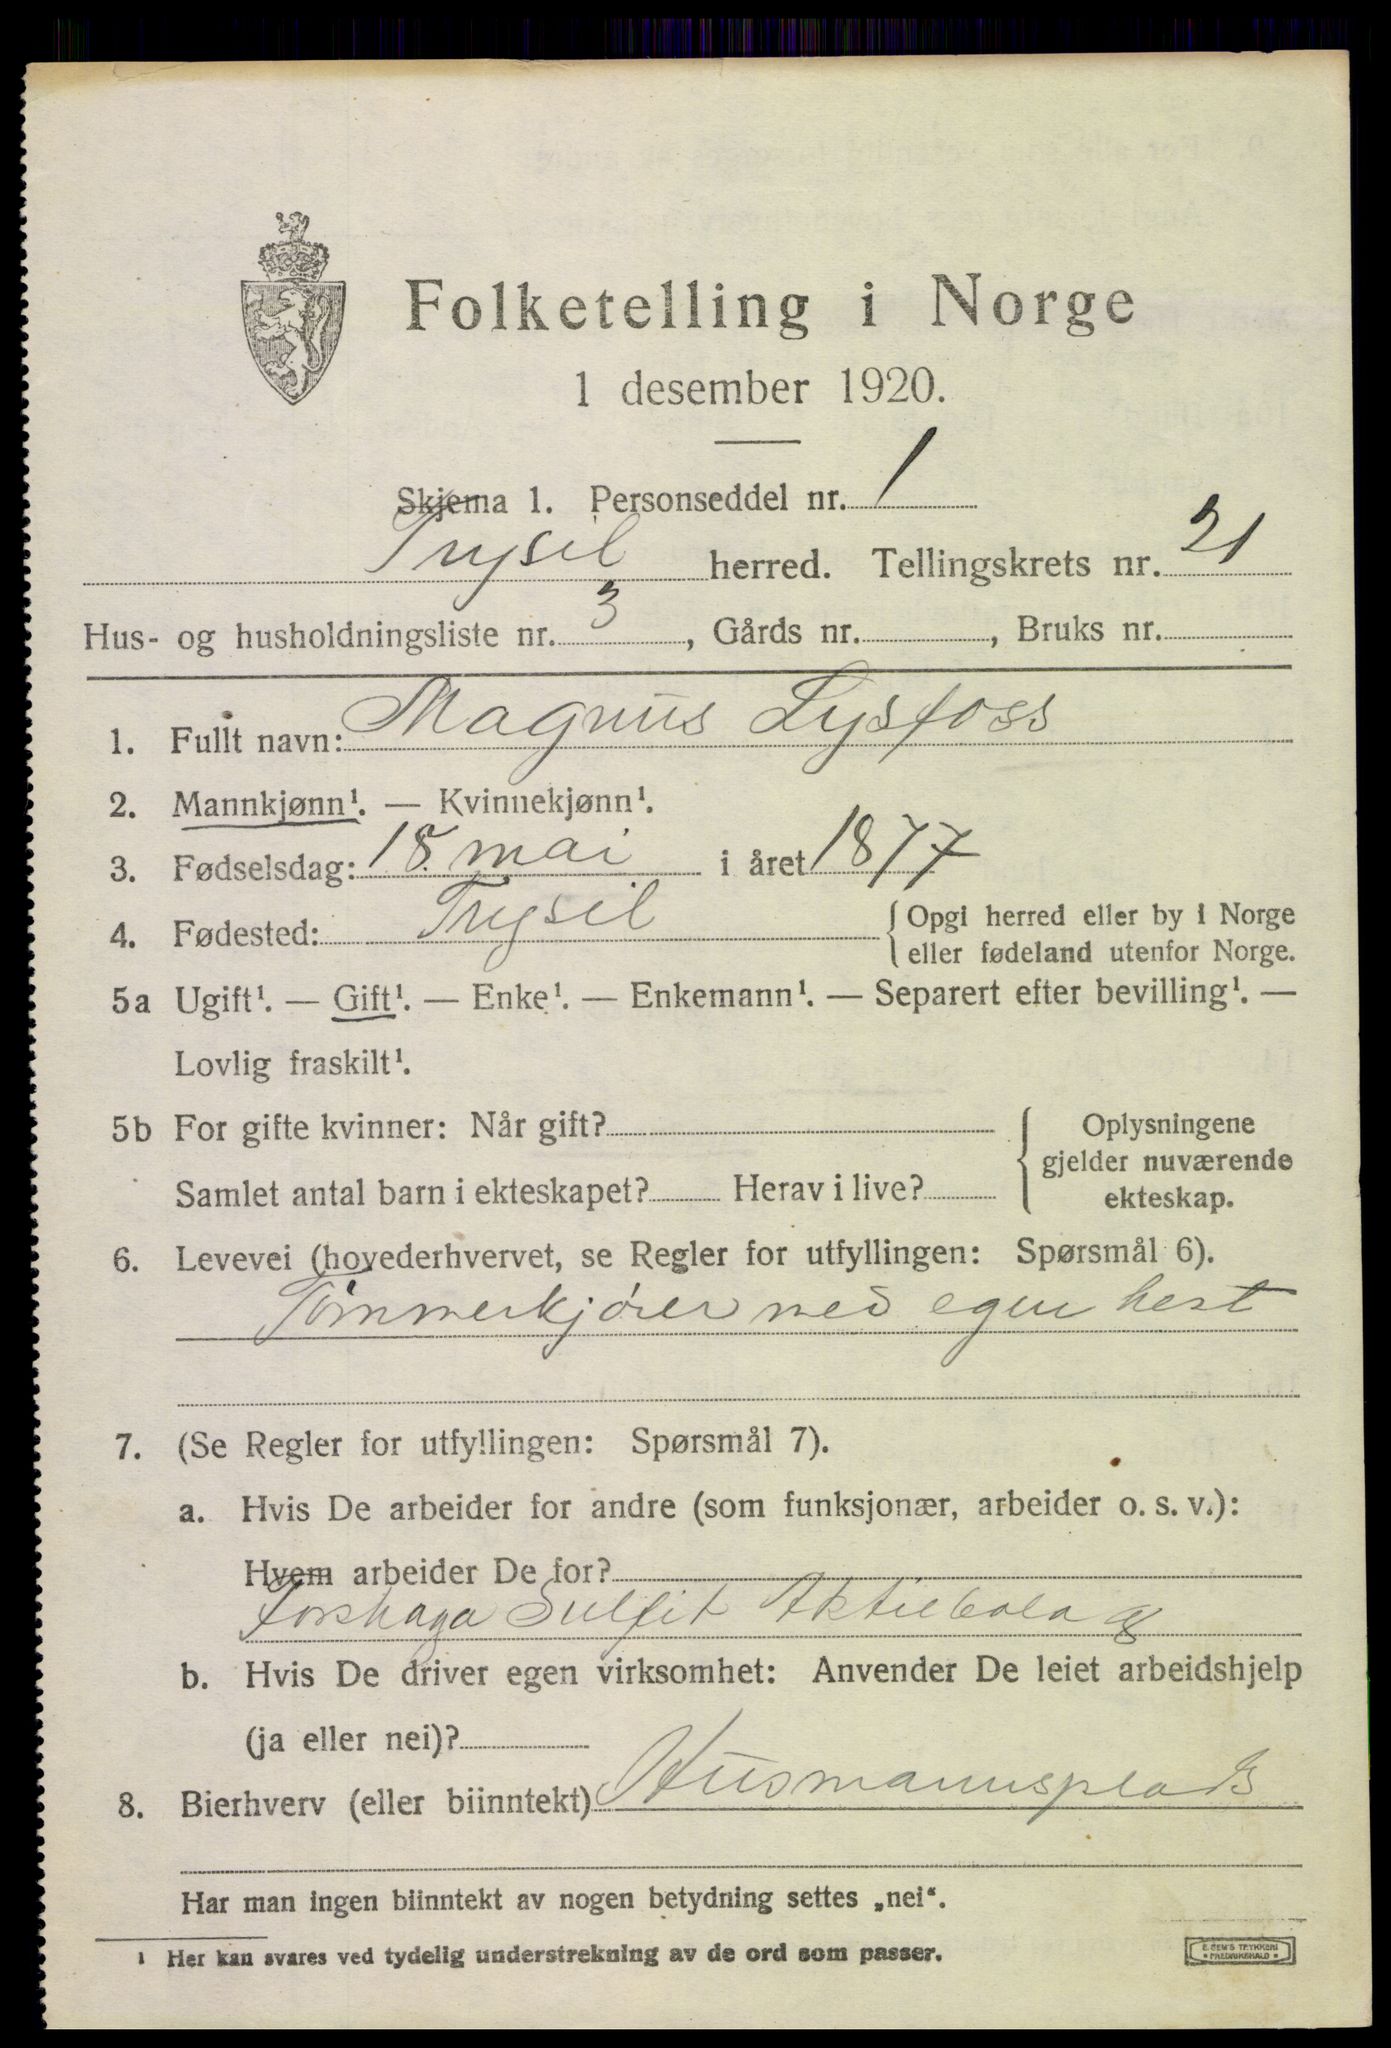 Folketelling i Norge
1 desember 1920.
Skjema 1. Personseddel nr. 1
Trysil herred. Tellingskrets nr. 21
Hus- og husholdningsliste nr. 3, Gårds nr. , Bruks nr.
1. Fullt navn: Magnus Lysfoss
2. Mannkjønn¹. — Kvinnekjønn¹.
3. Fødselsdag: 18. mai i året 1877
4. Fødested: Trysil { Opgi herred eller by i Norge
eller fødeland utenfor Norge.
5a Ugift¹. — Gift¹. — Enke¹. — Enkemann¹. — Separert efter bevilling¹. —
Lovlig fraskilt¹.
5b For gifte kvinner: Når gift?
Samlet antal barn i ekteskapet? Herav i live?
{ Oplysningene
gjelder nuværende
ekteskap.
6. Levevei (hovederhvervet, se Regler for utfyllingen: Spørsmål 6).
Tømmerkjører med egen hest
7. (Se Regler for utfyllingen: Spørsmål 7).
a. Hvis De arbeider for andre (som funksjonær, arbeider o. s. v.):
Hvem arbeider De for?
Forshaga Sulfit Aktiebolag
b. Hvis De driver egen virksomhet: Anvender De leiet arbeidshjelp
(ja eller nei)?
8. Bierhverv (eller biinntekt) Husmannsplads
Har man ingen biinntekt av nogen betydning settes „nei“.
¹ Her kan svares ved tydelig understrekning av de ord som passer.
E. SEM'S TRYKKERI
* FREDRIKSHALD *